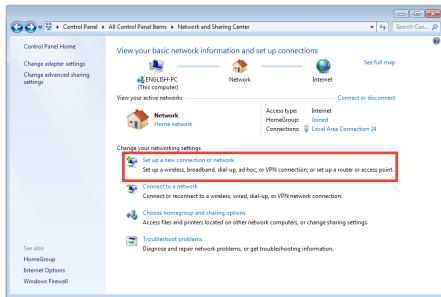 Control Panel ▸ All Control Panel Items ▸ Network and Sharing Center
Search Con...
Control Panel Home
Change adapter settings
Change advanced sharing
settings
View your basic network information and set up connections
See full map
ENGLISH-PC
(This computer)
Network
Internet
View your active networks
Connect or disconnect
Network
Home network
Access type: Internet
HomeGroup: Joined
Connections: Local Area Connection 24
Change your networking settings
Set up a new connection or network
Set up a wireless, broadband, dial-up, ad hoc, or VPN connection; or set up a router or access point.
Connect to a network
Connect or reconnect to a wireless, wired, dial-up, or VPN network connection.
Choose homegroup and sharing options
Access files and printers located on other network computers, or change sharing settings.
Troubleshoot problems
Diagnose and repair network problems, or get troubleshooting information.
See also
HomeGroup
Internet Options
Windows Firewall